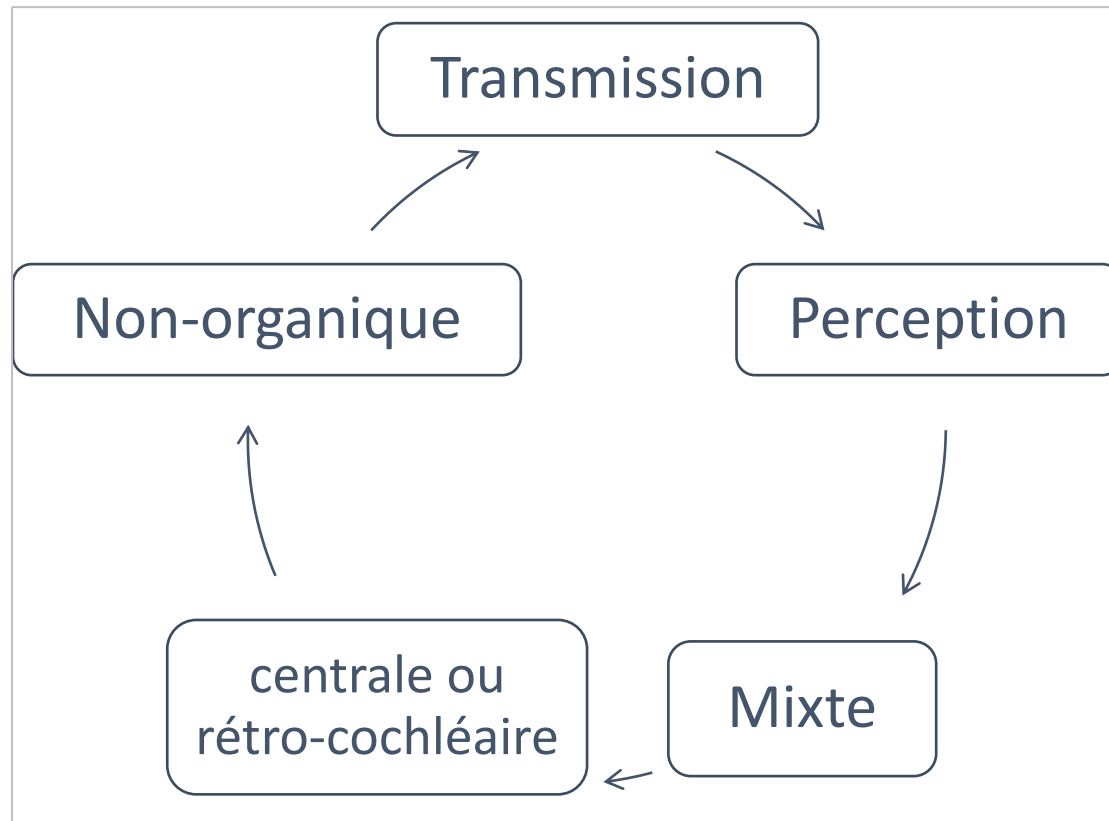 Transmission
Non-organique
Perception
centrale ou
rétro-cochléaire
Mixte